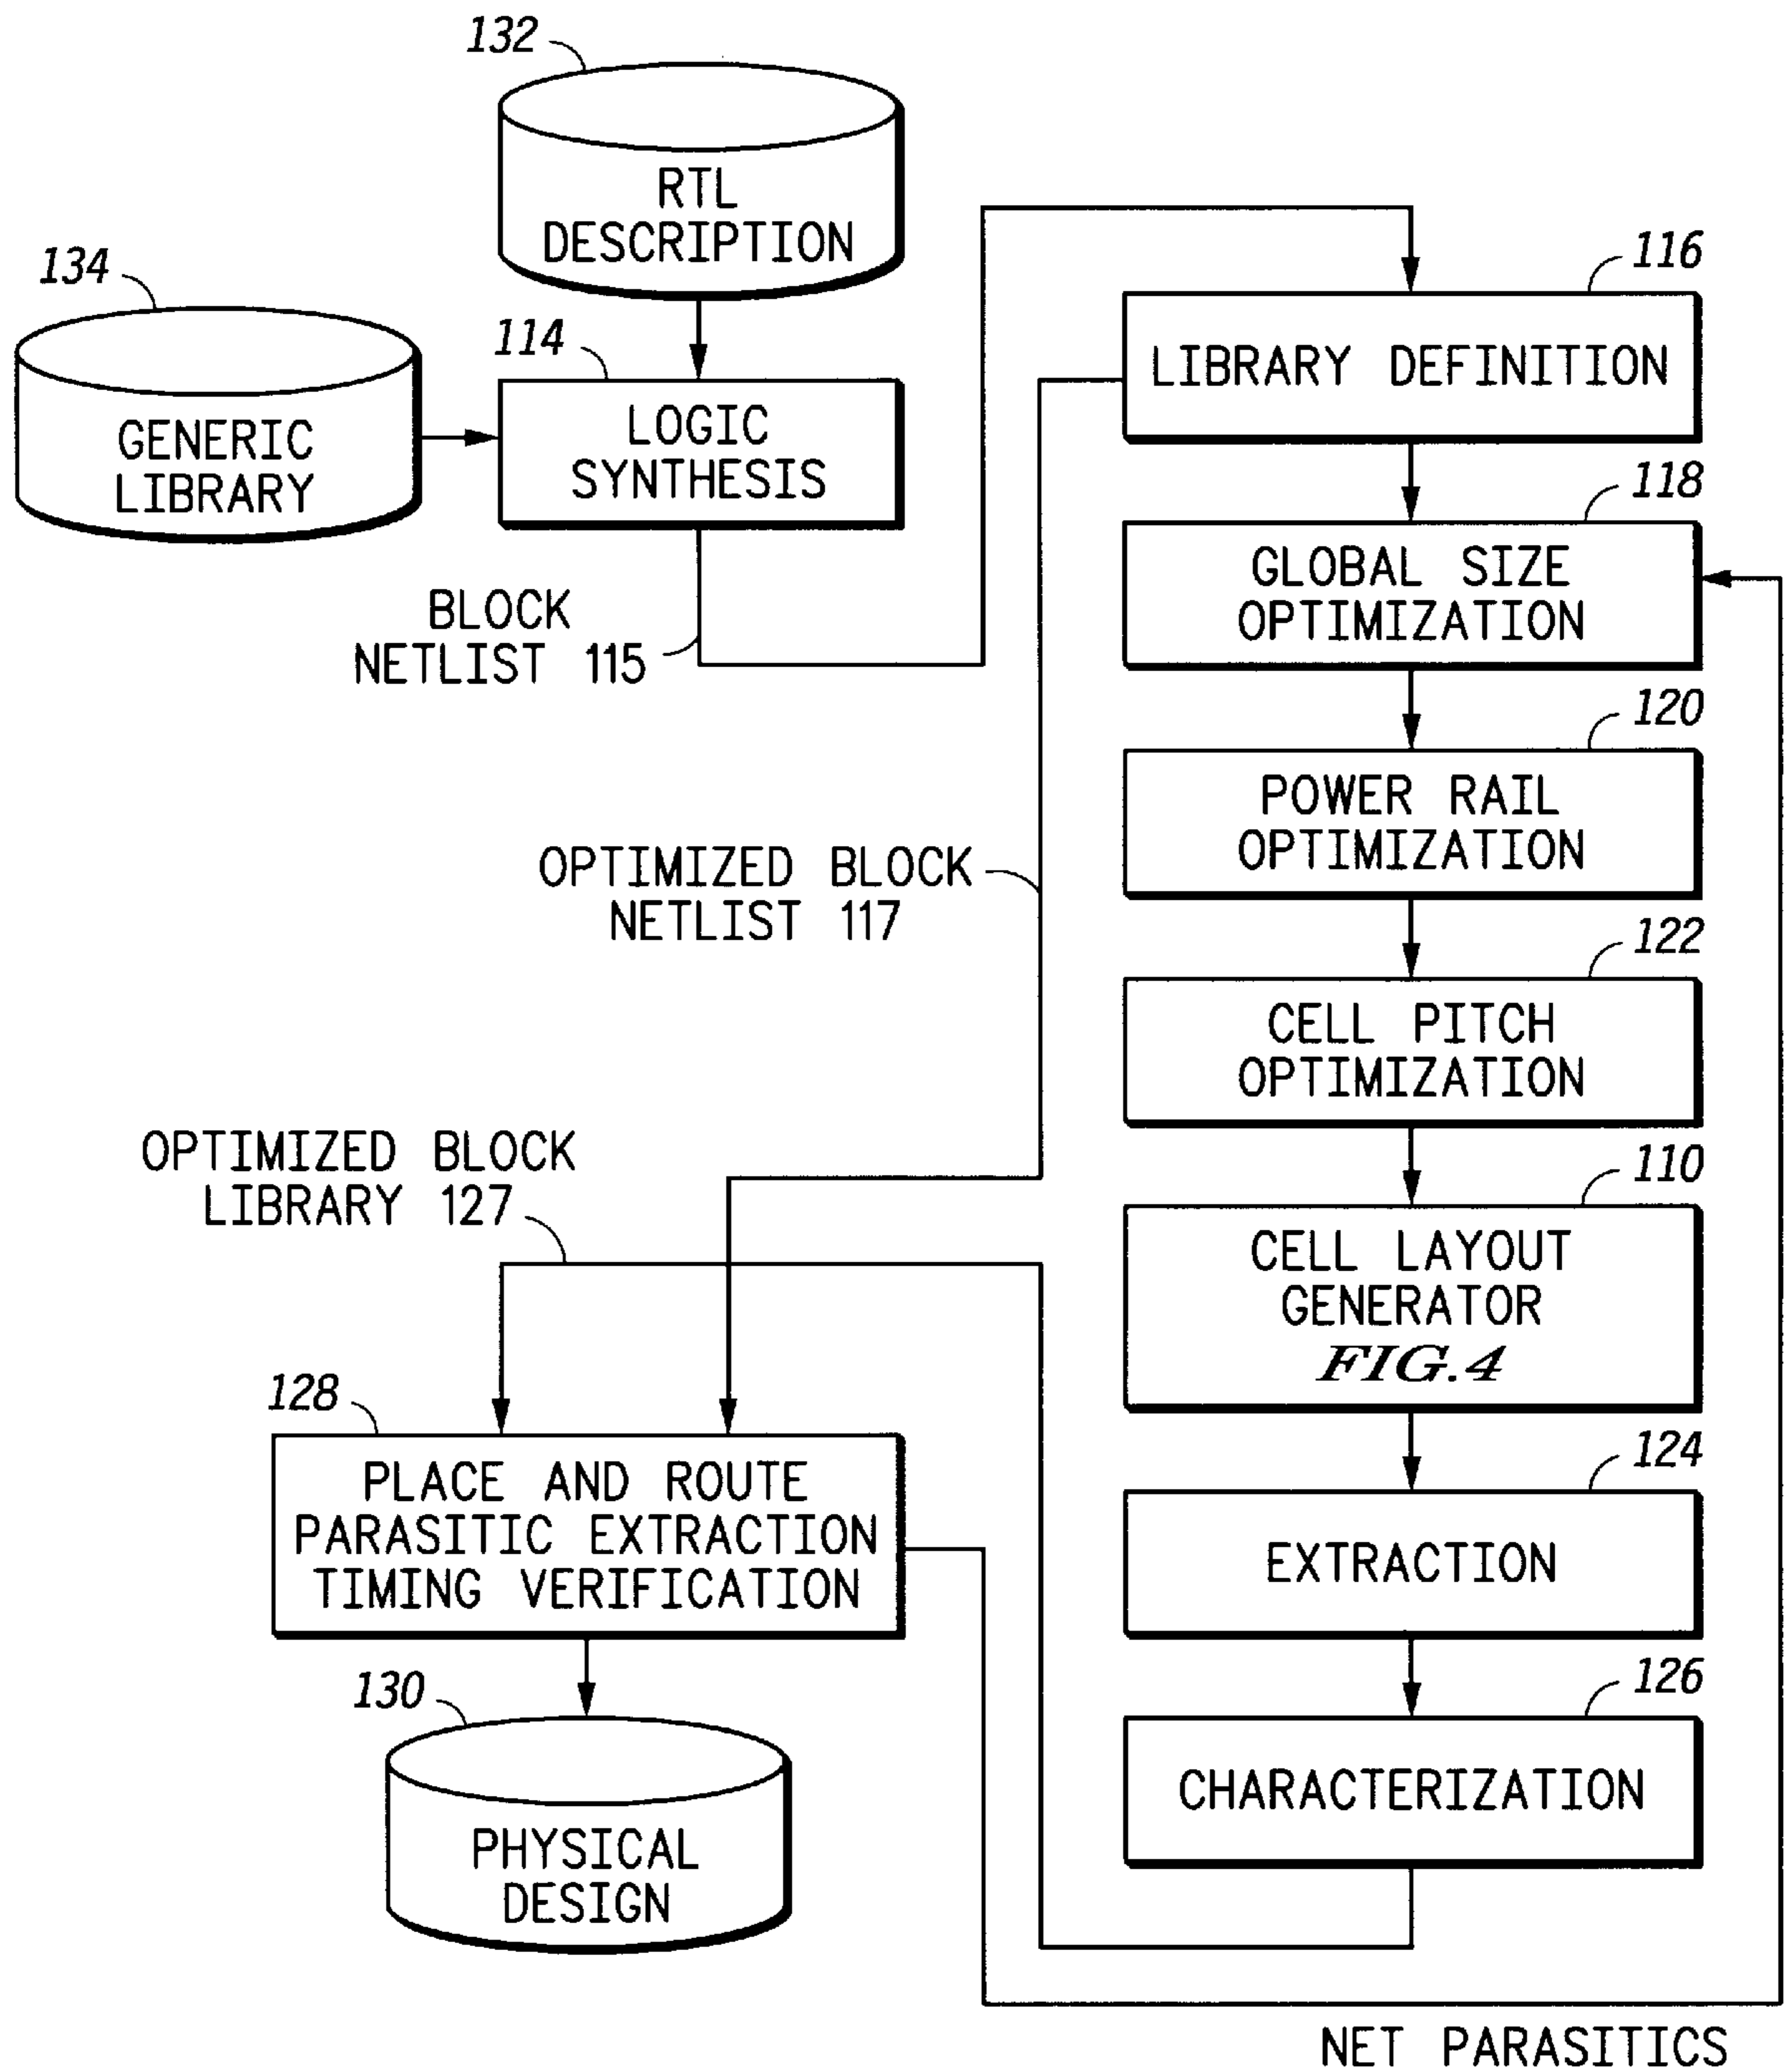 132
RTL
DESCRIPTION
134
GENERIC
LIBRARY
114
LOGIC
SYNTHESIS
BLOCK
NETLIST 115
116
LIBRARY DEFINITION
118
GLOBAL SIZE
OPTIMIZATION
120
POWER RAIL
OPTIMIZATION
OPTIMIZED BLOCK
NETLIST 117
122
CELL PITCH
OPTIMIZATION
OPTIMIZED BLOCK
LIBRARY 127
110
CELL LAYOUT
GENERATOR
FIG.4
128
PLACE AND ROUTE
PARASITIC EXTRACTION
TIMING VERIFICATION
124
EXTRACTION
130
PHYSICAL
DESIGN
126
CHARACTERIZATION
NET PARASITICS